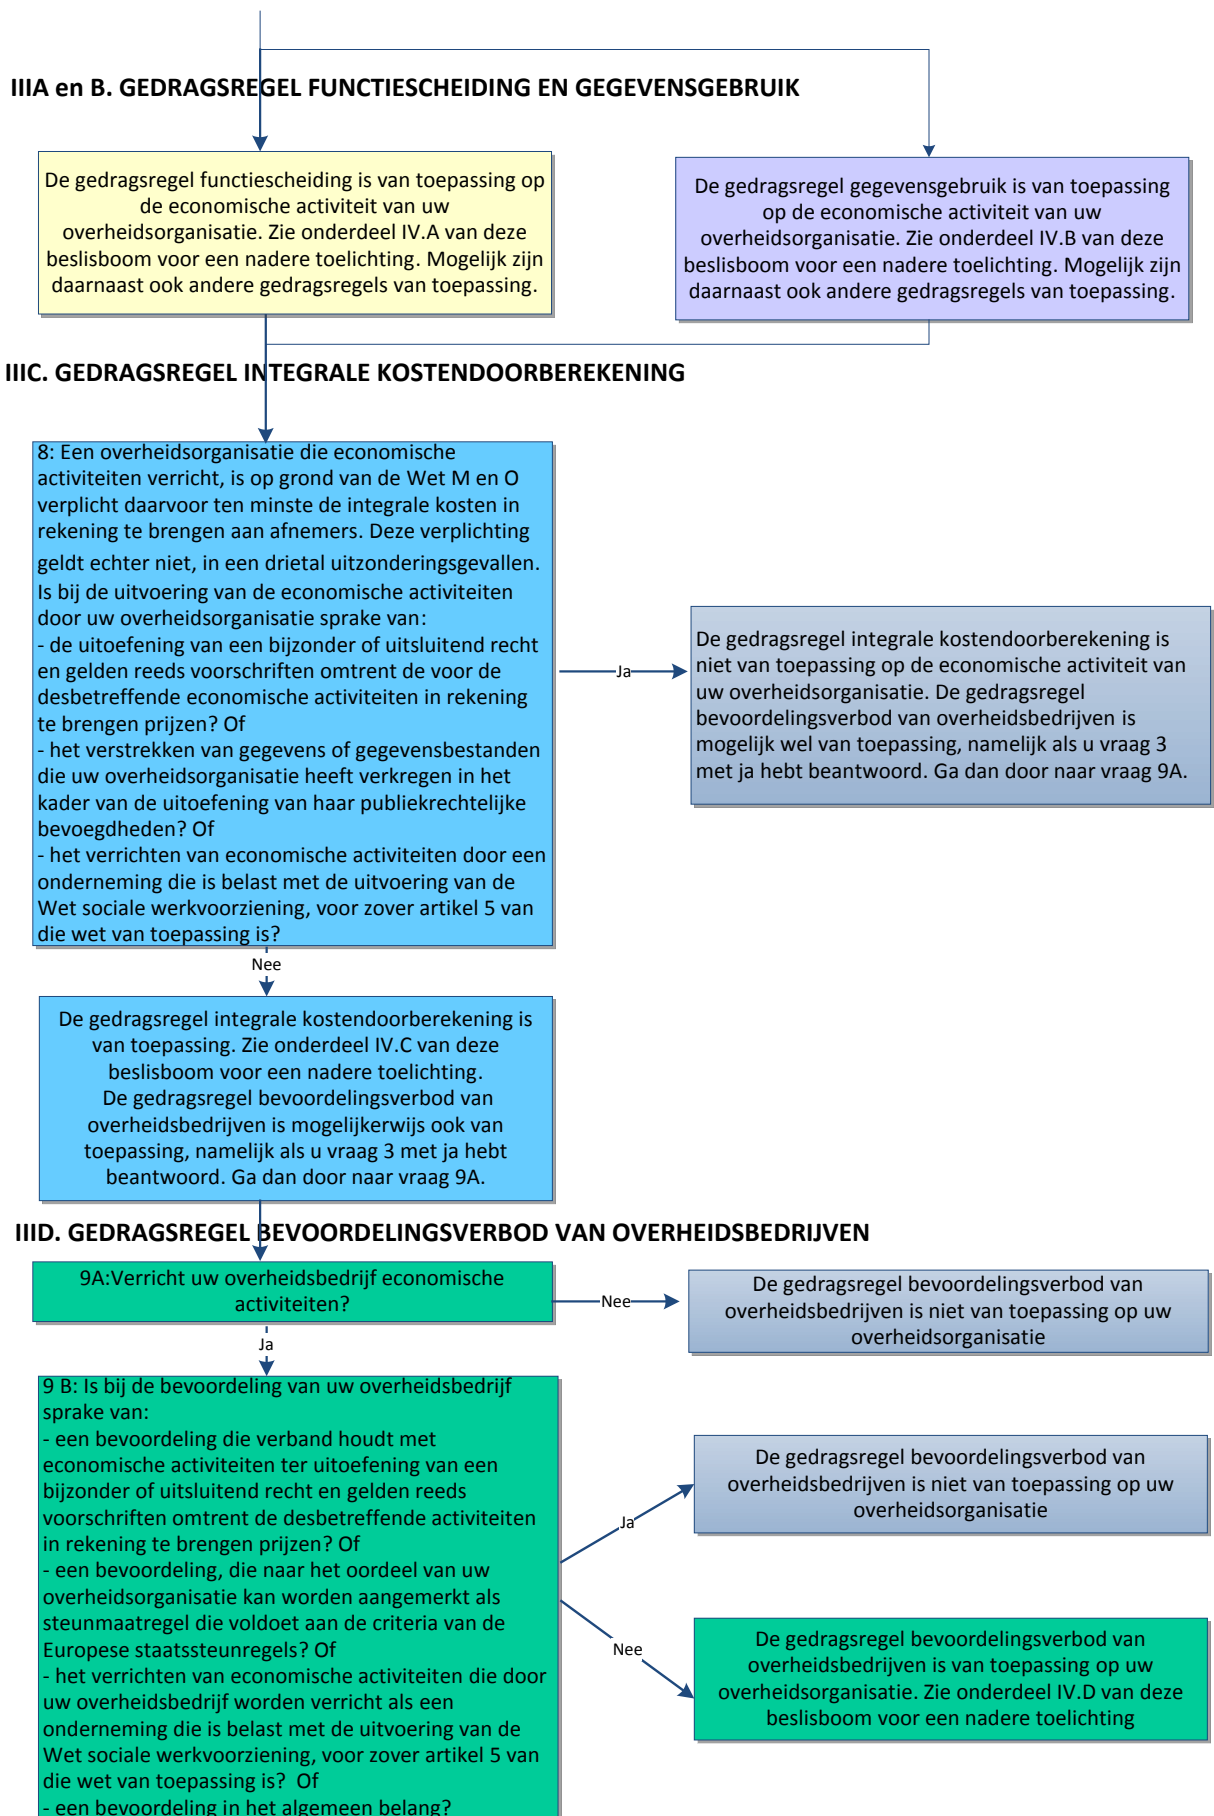 IIIA en B. GEDRAGSREGEL FUNCTIESCHEIDING EN GEGEVENSGEBRUIK
De gedragsregel functiescheiding is van toepassing op
de economische activiteit van uw
overheidsorganisatie. Zie onderdeel IV.A van deze
beslisboom voor een nadere toelichting. Mogelijk zijn
daarnaast ook andere gedragsregels van toepassing.
De gedragsregel gegevensgebruik is van toepassing
op de economische activiteit van uw
overheidsorganisatie. Zie onderdeel IV.B van deze
beslisboom voor een nadere toelichting. Mogelijk zijn
daarnaast ook andere gedragsregels van toepassing.
IIIC. GEDRAGSREGEL INTEGRALE KOSTENDOORBEREKENING
8: Een overheidsorganisatie die economische
activiteiten verricht, is op grond van de Wet M en O
verplicht daarvoor ten minste de integrale kosten in
rekening te brengen aan afnemers. Deze verplichting
geldt echter niet, in een drietal uitzonderingsgevallen.
Is bij de uitvoering van de economische activiteiten
door uw overheidsorganisatie sprake van:
- de uitoefening van een bijzonder of uitsluitend recht
en gelden reeds voorschriften omtrent de voor de
desbetreffende economische activiteiten in rekening
te brengen prijzen? Of
- het verstrekken van gegevens of gegevensbestanden
die uw overheidsorganisatie heeft verkregen in het
kader van de uitoefening van haar publiekrechtelijke
bevoegdheden? Of
- het verrichten van economische activiteiten door een
onderneming die is belast met de uitvoering van de
Wet sociale werkvoorziening, voor zover artikel 5 van
die wet van toepassing is?
Ja
De gedragsregel integrale kostendoorberekening is
niet van toepassing op de economische activiteit van
uw overheidsorganisatie. De gedragsregel
bevoordelingsverbod van overheidsbedrijven is
mogelijk wel van toepassing, namelijk als u vraag 3
met ja hebt beantwoord. Ga dan door naar vraag 9A.
Nee
De gedragsregel integrale kostendoorberekening is
van toepassing. Zie onderdeel IV.C van deze
beslisboom voor een nadere toelichting.
De gedragsregel bevoordelingsverbod van
overheidsbedrijven is mogelijkerwijs ook van
toepassing, namelijk als u vraag 3 met ja hebt
beantwoord. Ga dan door naar vraag 9A.
IIID. GEDRAGSREGEL BEVOORDELINGSVERBOD VAN OVERHEIDSBEDRIJVEN
9A:Verricht uw overheidsbedrijf economische
activiteiten?
Nee
De gedragsregel bevoordelingsverbod van
overheidsbedrijven is niet van toepassing op uw
overheidsorganisatie
Ja
9 B: Is bij de bevoordeling van uw overheidsbedrijf
sprake van:
- een bevoordeling die verband houdt met
economische activiteiten ter uitoefening van een
bijzonder of uitsluitend recht en gelden reeds
voorschriften omtrent de desbetreffende activiteiten
in rekening te brengen prijzen? Of
- een bevoordeling, die naar het oordeel van uw
overheidsorganisatie kan worden aangemerkt als
steunmaatregel die voldoet aan de criteria van de
Europese staatssteunregels? Of
- het verrichten van economische activiteiten die door
uw overheidsbedrijf worden verricht als een
onderneming die is belast met de uitvoering van de
Wet sociale werkvoorziening, voor zover artikel 5 van
die wet van toepassing is?  Of
- een bevoordeling in het algemeen belang?
Ja
De gedragsregel bevoordelingsverbod van
overheidsbedrijven is niet van toepassing op uw
overheidsorganisatie
Nee
De gedragsregel bevoordelingsverbod van
overheidsbedrijven is van toepassing op uw
overheidsorganisatie. Zie onderdeel IV.D van deze
beslisboom voor een nadere toelichting